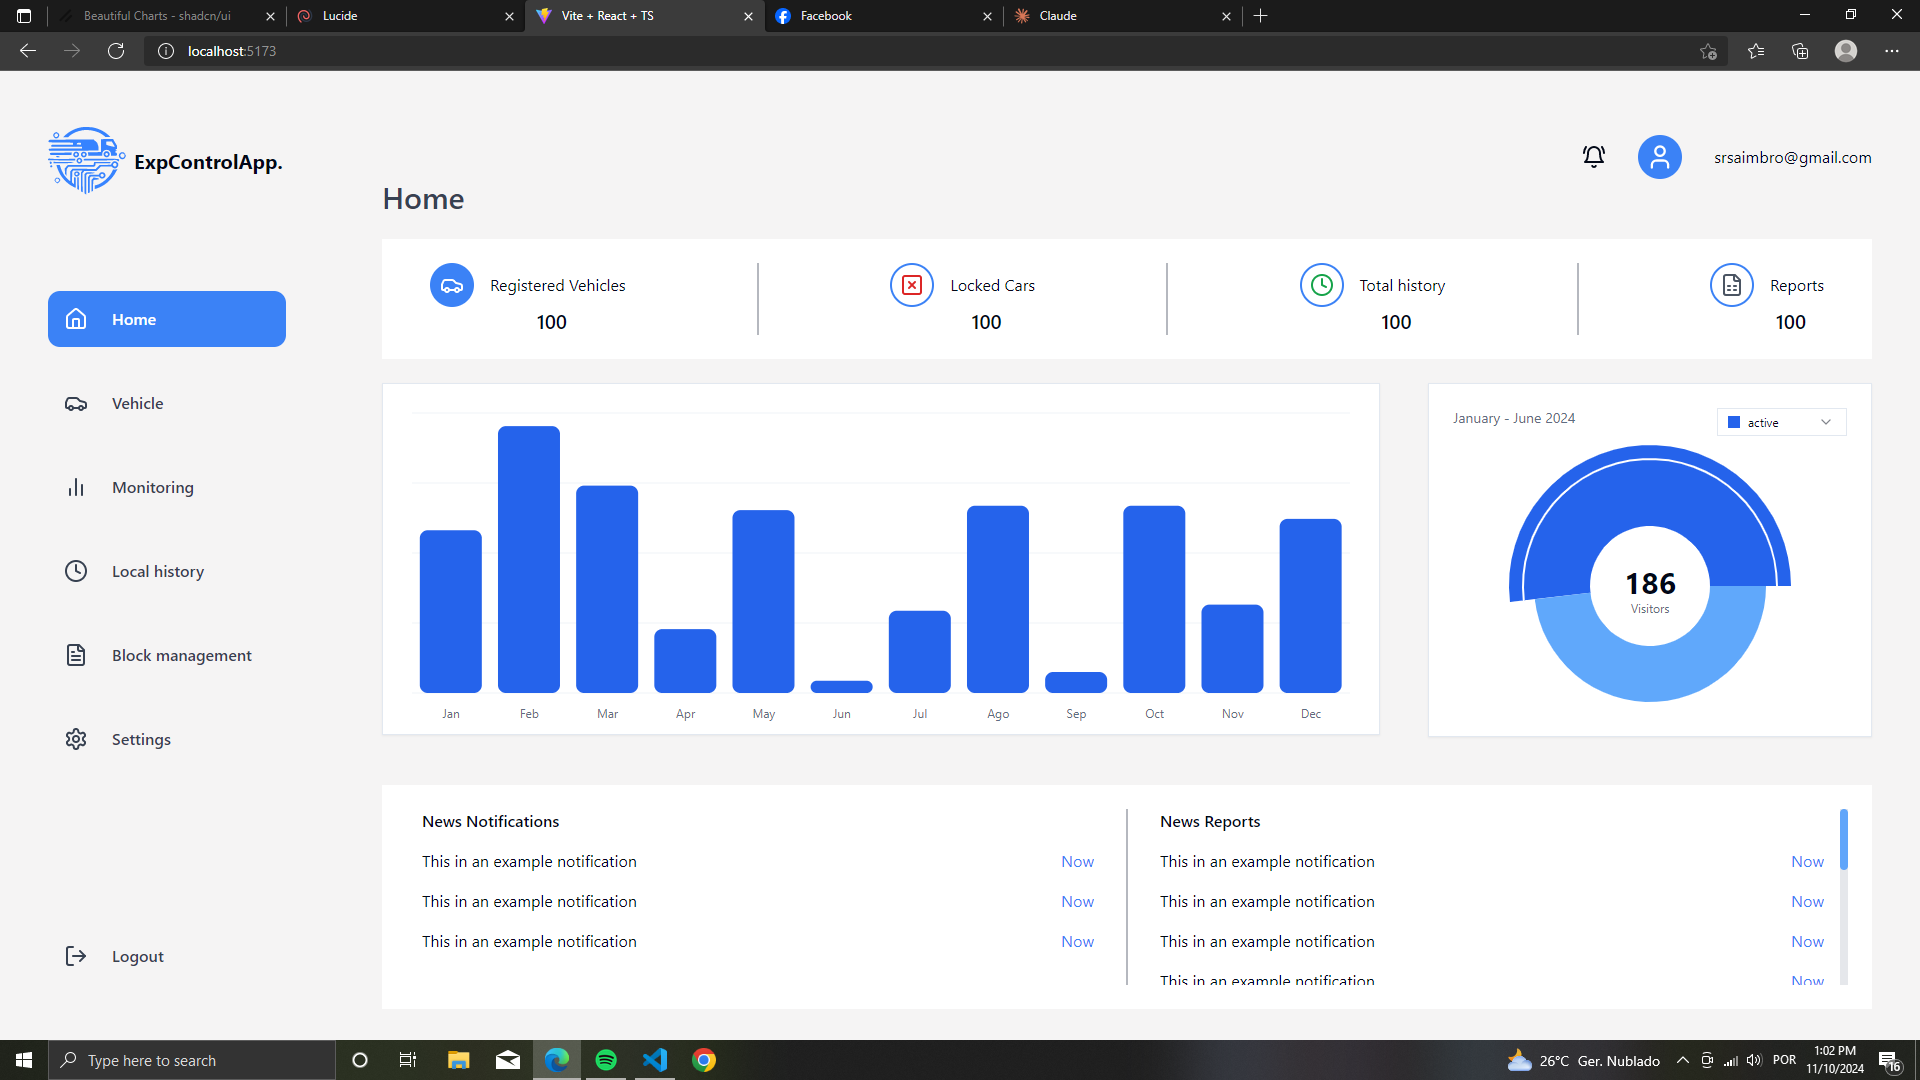 Beautiful Charts - shadcn/ui
Lucide
Vite + React + TS
Facebook
Claude
localhost:5173
ExpControlApp.
srsaimbro@gmail.com
Home
Registered Vehicles
100
Locked Cars
100
Total history
100
Reports
100
Home
Vehicle
Monitoring
Local history
Block management
Settings
Logout
Jan Feb Mar Apr May Jun Jul Ago Sep Oct Nov Dec
January - June 2024
active
186
Visitors
News Notifications
This in an example notification Now
This in an example notification Now
This in an example notification Now
News Reports
This in an example notification Now
This in an example notification Now
This in an example notification Now
This in an example notification Now
Type here to search
26°C Ger. Nublado
POR
1:02 PM
11/10/2024
16